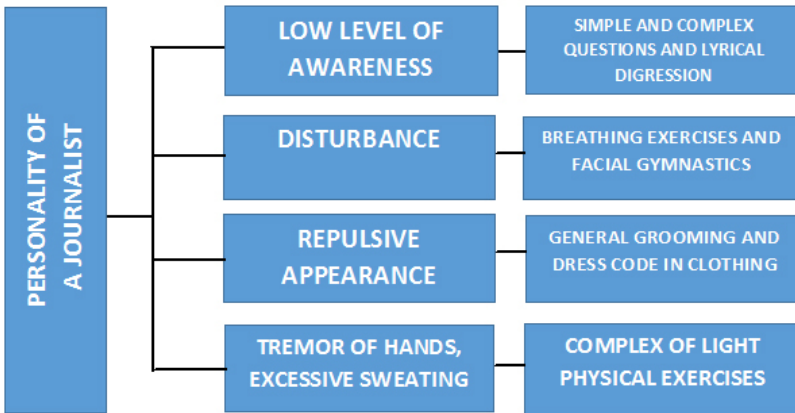 PERSONALITY OF
A JOURNALIST
LOW LEVEL OF
AWARENESS
SIMPLE AND COMPLEX
QUESTIONS AND LYRICAL
DIGRESSION
DISTURBANCE
BREATHING EXERCISES AND
FACIAL GYMNASTICS
REPULSIVE
APPEARANCE
GENERAL GROOMING AND
DRESS CODE IN CLOTHING
TREMOR OF HANDS,
EXCESSIVE SWEATING
COMPLEX OF LIGHT
PHYSICAL EXERCISES